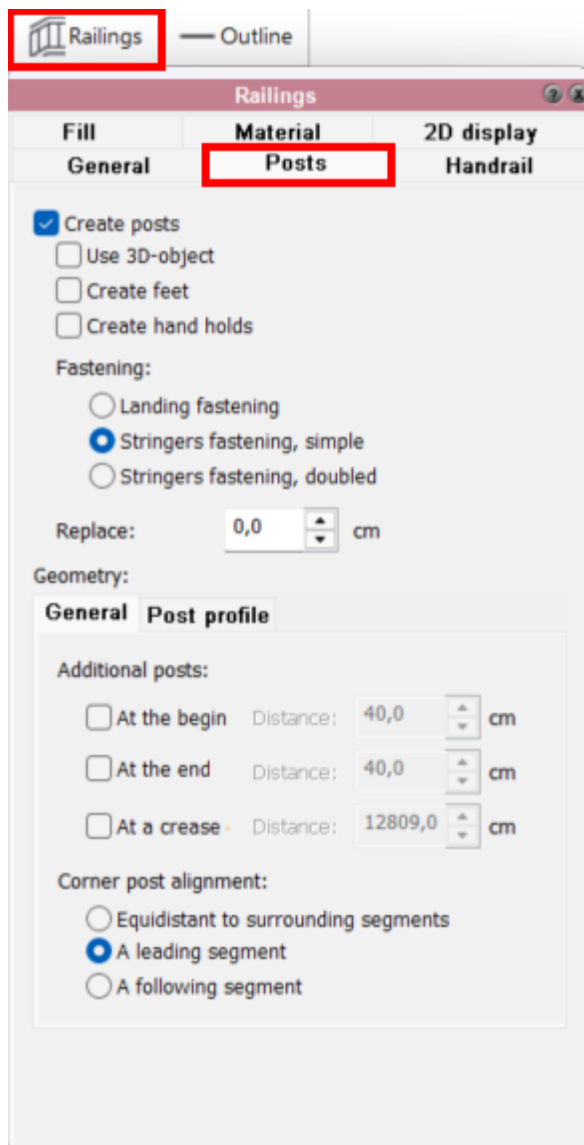 Railings Outline
Railings
Fill Material 2D display
General Posts Handrail
Create posts
Use 3D-object
Create feet
Create hand holds
Fastening:
Landing fastening
Stringers fastening, simple
Stringers fastening, doubled
Replace: 0,0 cm
Geometry:
General Post profile
Additional posts:
At the begin Distance: 40,0 cm
At the end Distance: 40,0 cm
At a crease Distance: 12809,0 cm
Corner post alignment:
Equidistant to surrounding segments
A leading segment
A following segment